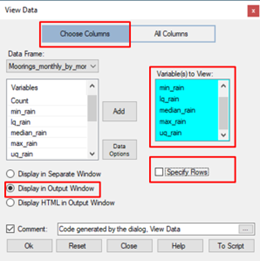 View Data
Choose Columns
All Columns
Data Frame:
Moorings_monthly_by_mor
Variable(s) to View:
Variables
Count
min_rain
lq_rain
median_rain
max_rain
uq_rain
Add
Data
Options
min_rain
lq_rain
median_rain
max_rain
uq_rain
Specify Rows
Display in Separate Window
Display in Output Window
Display HTML in Output Window
Comment:
Code generated by the dialog, View Data
...
Ok
Reset
Close
Help
To Script